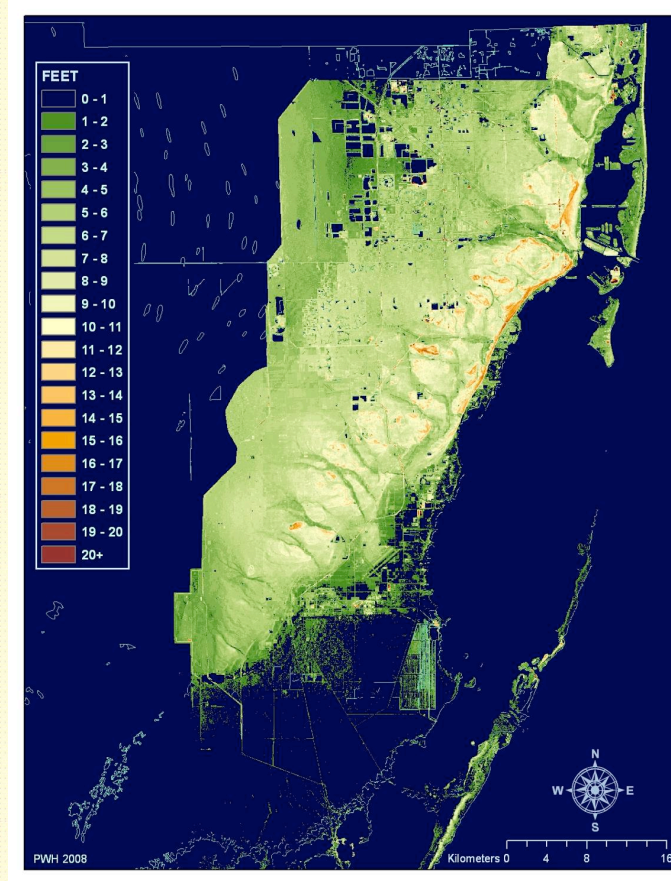 FEET
0 - 1
1 - 2
2 - 3
3 - 4
4 - 5
5 - 6
6 - 7
7 - 8
8 - 9
9 - 10
10 - 11
11 - 12
12 - 13
13 - 14
14 - 15
15 - 16
16 - 17
17 - 18
18 - 19
19 - 20
20+
N
W E
S
PWH 2008
Kilometers 0 4 8 16